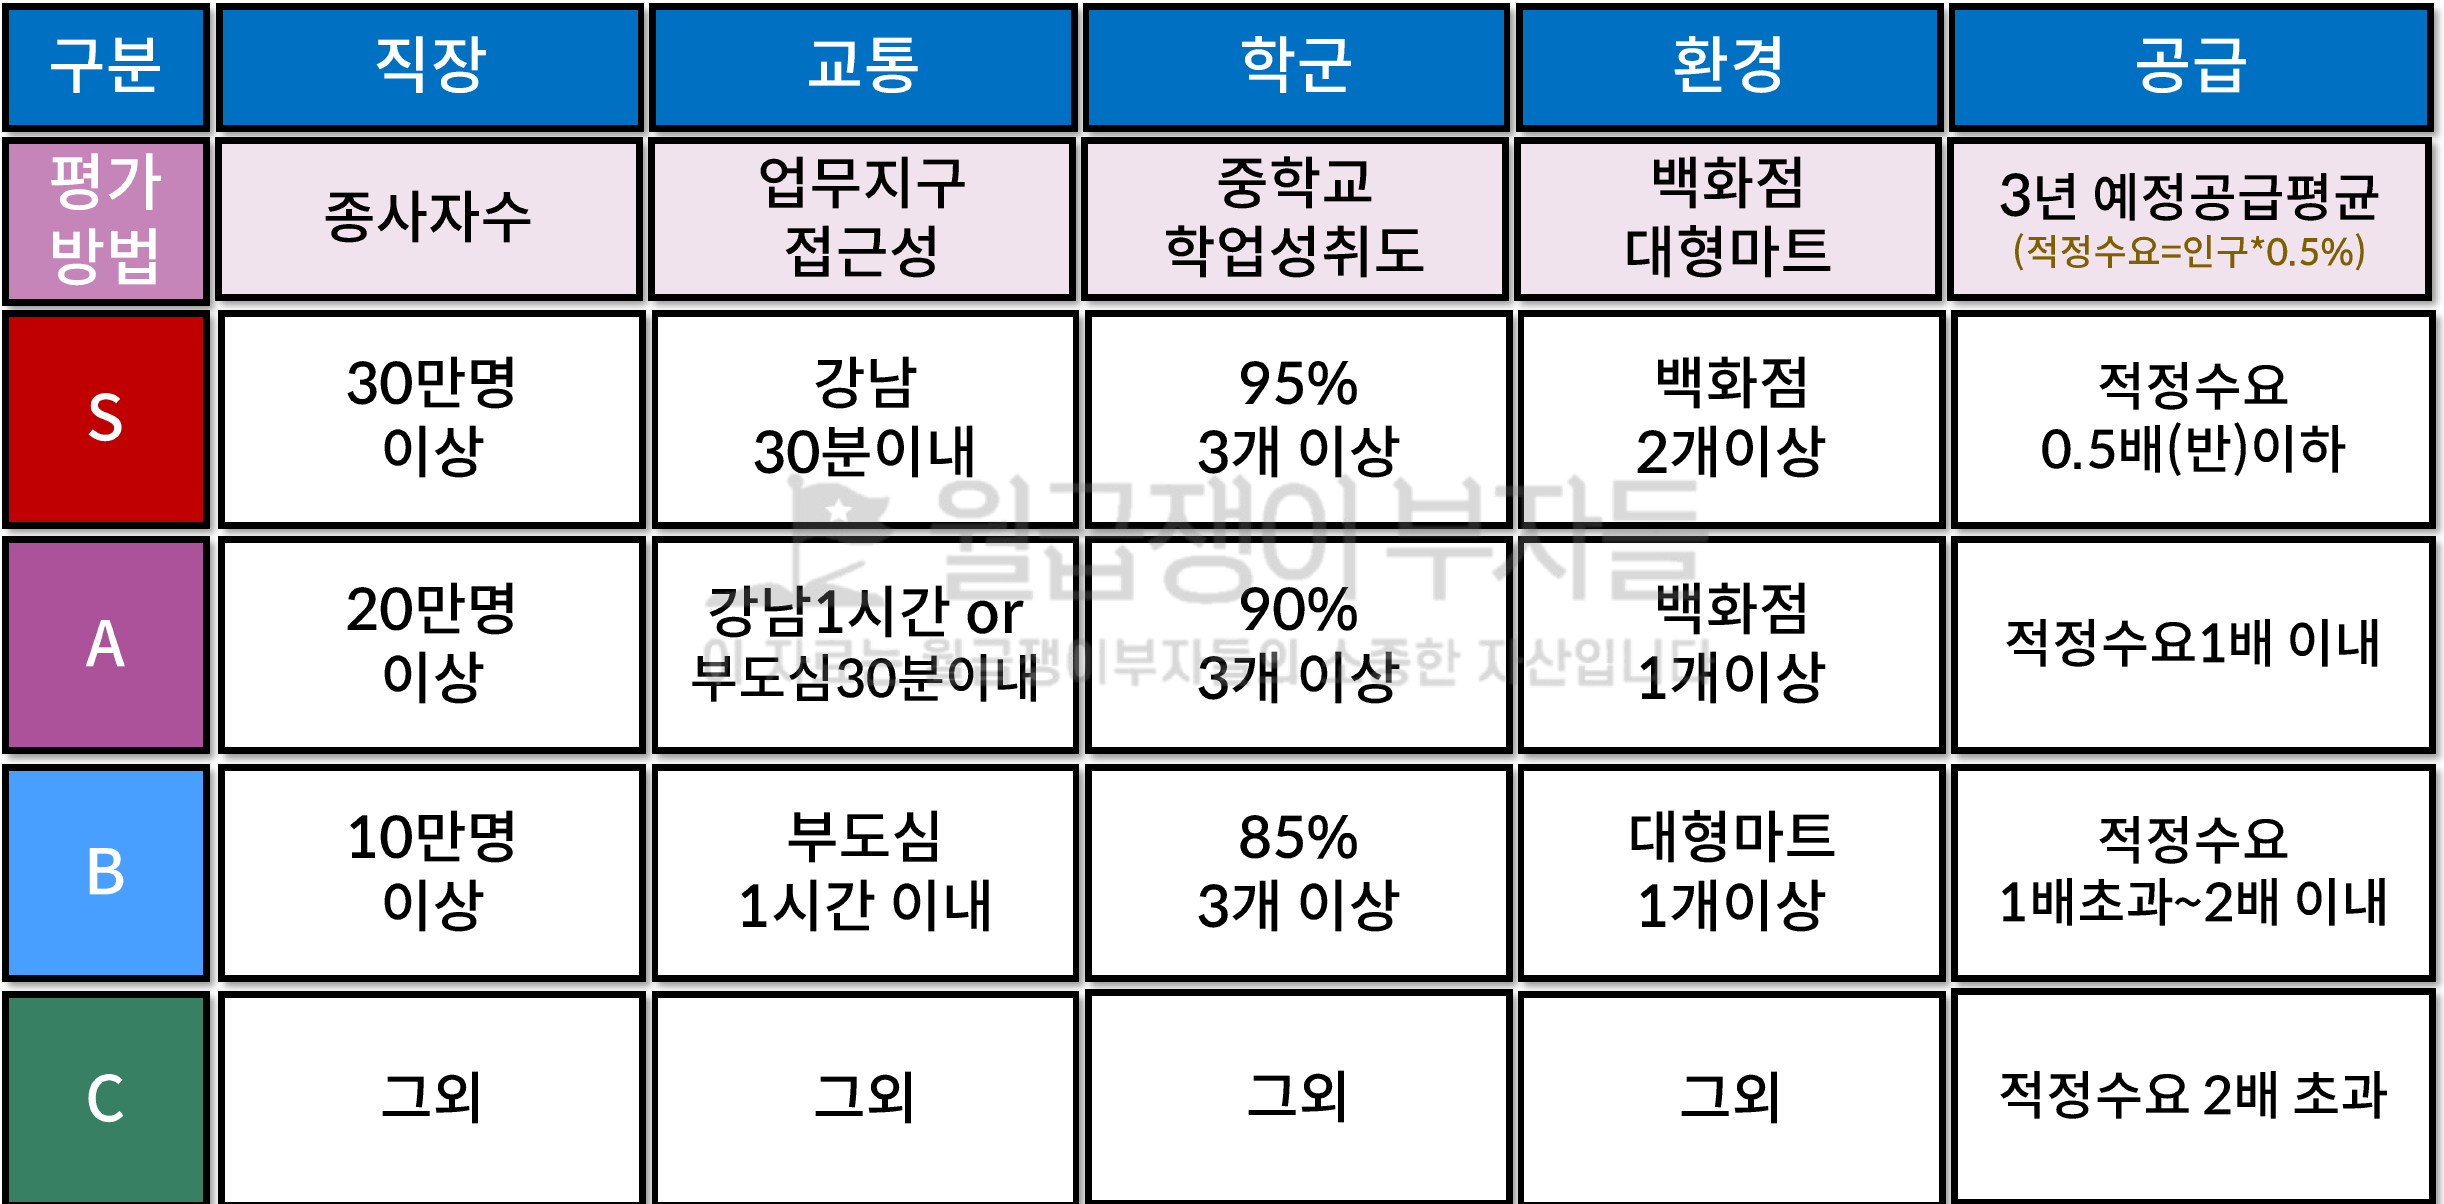 구분 직장 교통 학군 환경 공급
평가
방법
종사자수
업무지구
접근성
중학교
학업성취도
백화점
대형마트
3년 예정공급평균
(적정수요=인구*0.5%)
S
30만명
이상
강남
30분이내
95%
3개 이상
백화점
2개이상
적정수요
0.5배(반)이하
월급쟁이 부자들
이 자료는 월급쟁이부자들의 소중한 자산입니다
A
20만명
이상
강남1시간 or
부도심30분이내
90%
3개 이상
백화점
1개이상
적정수요1배 이내
B
10만명
이상
부도심
1시간 이내
85%
3개 이상
대형마트
1개이상
적정수요
1배초과~2배 이내
C
그외
그외
그외
그외
적정수요 2배 초과